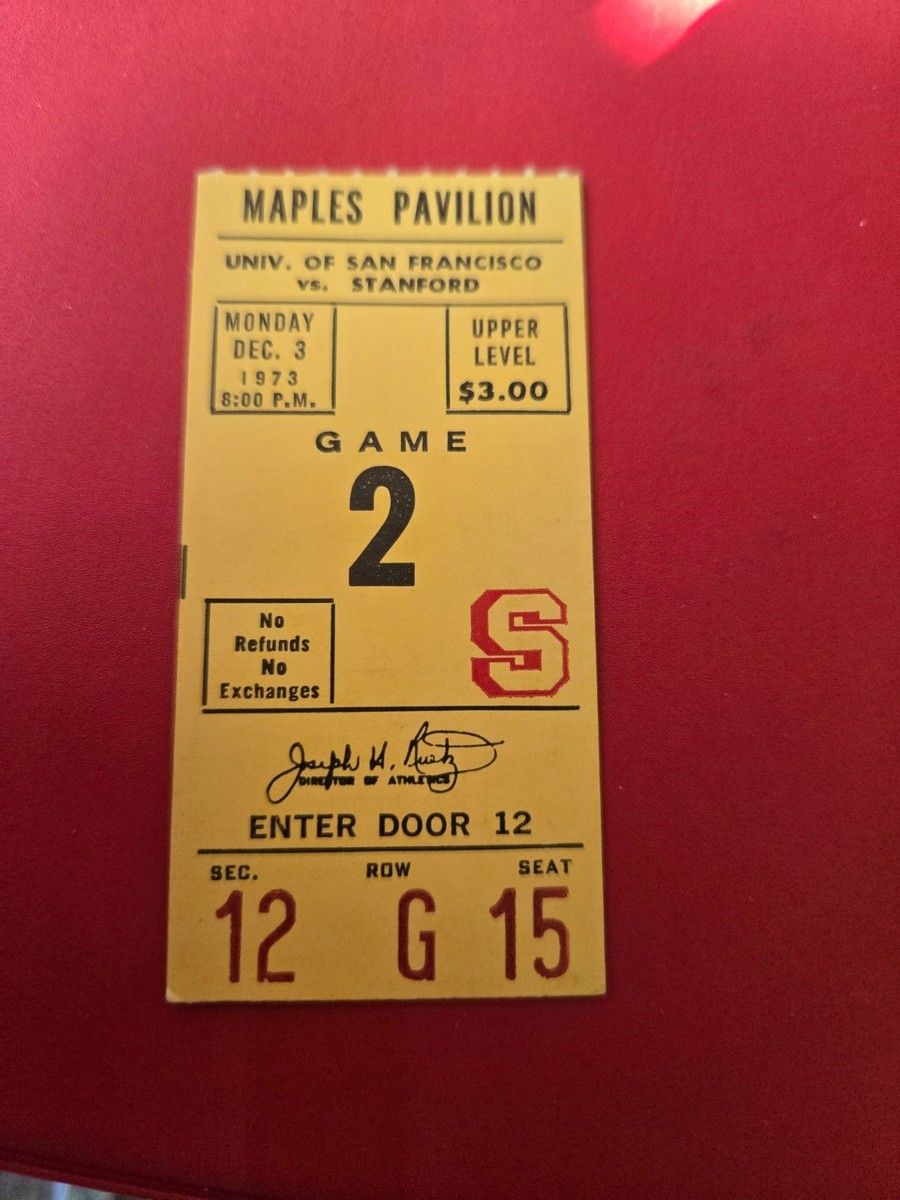 MAPLES PAVILION
UNIV. OF SAN FRANCISCO
vs. STANFORD
MONDAY
DEC. 3
1973
8:00 P.M.
UPPER
LEVEL
$3.00
GAME
2
No
Refunds
No
Exchanges
S
Joseph H. Ruetz
DIRECTOR OF ATHLETICS
ENTER DOOR 12
SEC. ROW SEAT
12 G 15